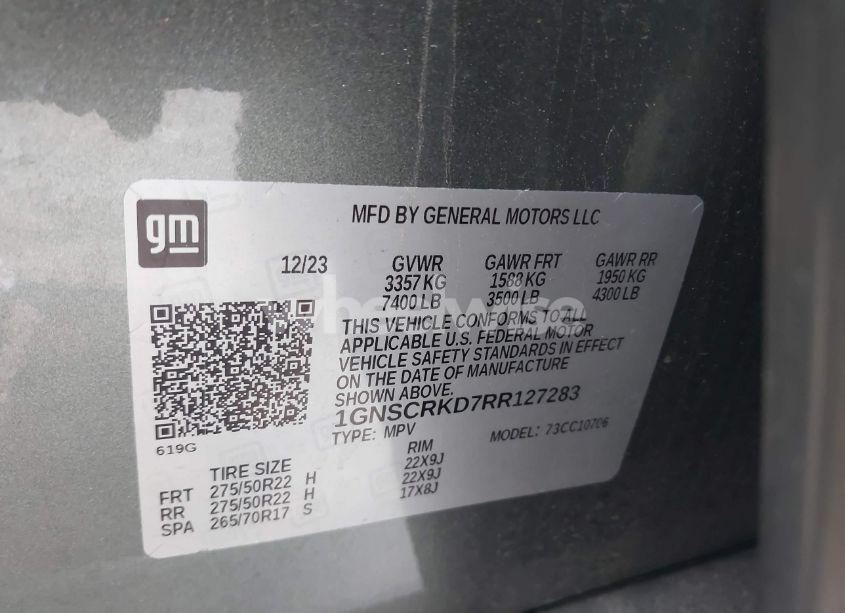 gm
MFD BY GENERAL MOTORS LLC
12/23 GVWR GAWR FRT GAWR RR
3357 KG 1588 KG 1950 KG
7400 LB 3500 LB 4300 LB
THIS VEHICLE CONFORMS TO ALL
APPLICABLE U.S. FEDERAL MOTOR
VEHICLE SAFETY STANDARDS IN EFFECT
ON THE DATE OF MANUFACTURE
SHOWN ABOVE.
1GNSCRKD7RR127283
TYPE: MPV MODEL: 73CC10706
619G
TIRE SIZE RIM
FRT 275/50R22 H 22X9J
RR 275/50R22 H 22X9J
SPA 265/70R17 S 17X8J